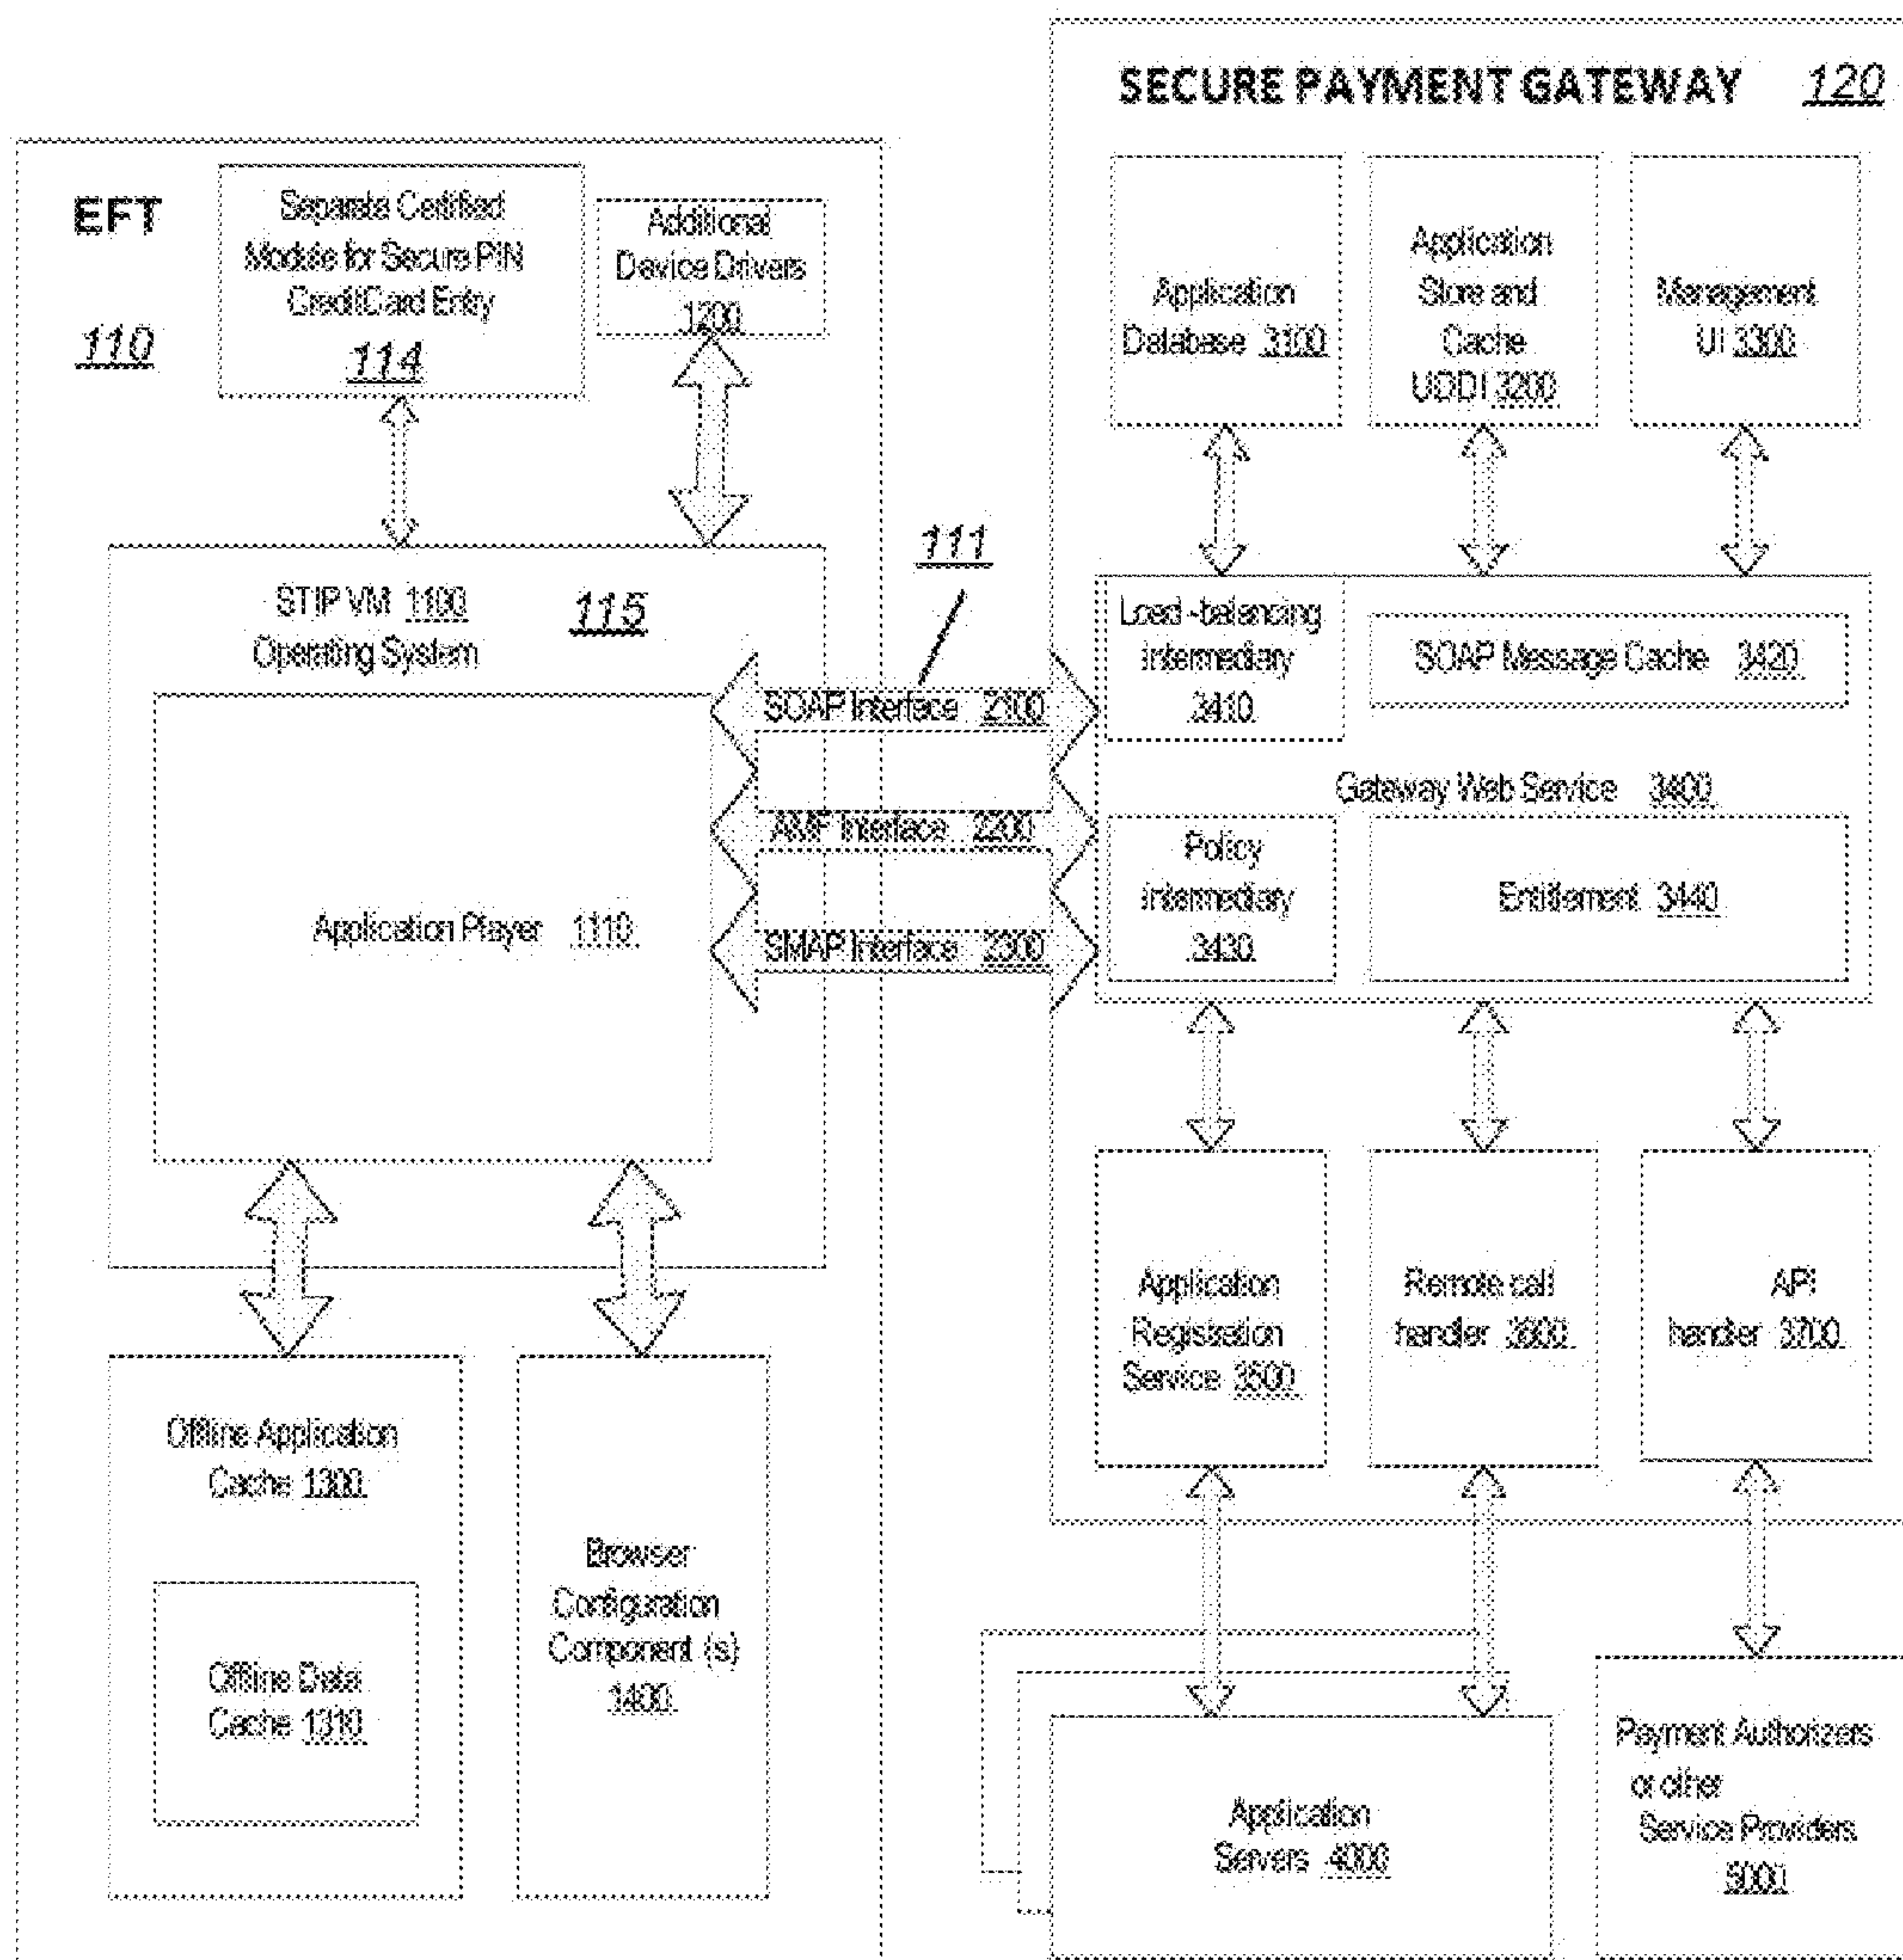 SECURE PAYMENT GATEWAY 120
EFT
110
Separate Certified
Module for Secure PIN
CreditCard Entry
114
Additional
Device Drivers
1200
Application
Database 3100
Application
Store and
Cache
UDDI 3200
Management
UI 3300
111
STIP VM 1100
Operating System
115
Load-balancing
intermediary
3410
SOAP Message Cache 3420
SOAP Interface 2100
Gateway Web Service 3400
AMF Interface 2200
Policy
intermediary
3430
Entitlement 3440
Application Player 1110
SMAP Interface 2300
Application
Registration
Service 3500
Remote call
handler 3600
API
handler 3700
Offline Application
Cache 1300
Offline Data
Cache 1310
Browser
Configuration
Component (s)
1400
Application
Servers 4000
Payment Authorizers
or other
Service Providers
5000